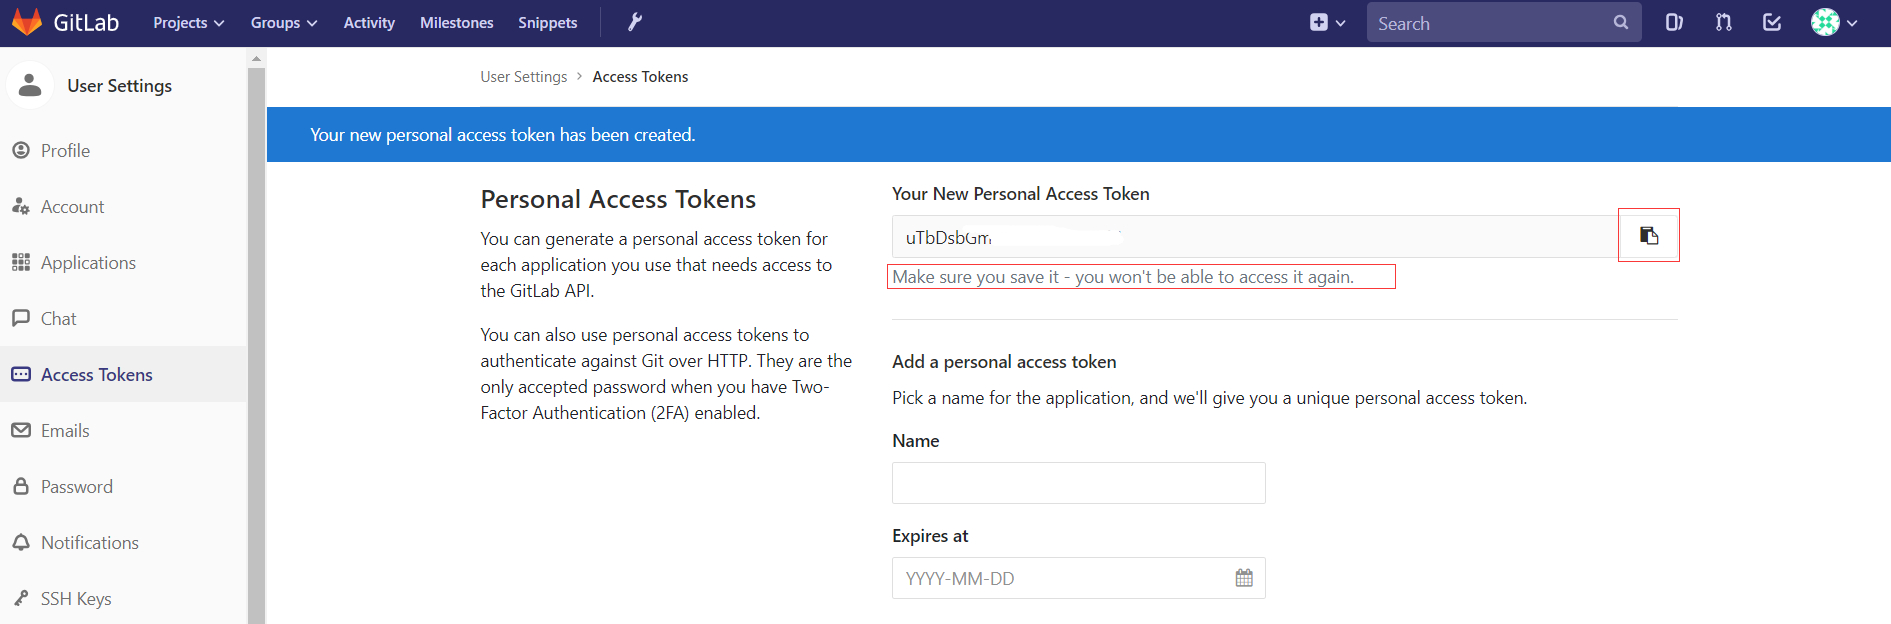 GitLab Projects Groups Activity Milestones Snippets Search
User Settings
Profile
Account
Applications
Chat
Access Tokens
Emails
Password
Notifications
SSH Keys
User Settings > Access Tokens
Your new personal access token has been created.
Personal Access Tokens
You can generate a personal access token for
each application you use that needs access to
the GitLab API.
You can also use personal access tokens to
authenticate against Git over HTTP. They are the
only accepted password when you have Two-
Factor Authentication (2FA) enabled.
Your New Personal Access Token
uTbDsbGm
Make sure you save it - you won't be able to access it again.
Add a personal access token
Pick a name for the application, and we'll give you a unique personal access token.
Name
Expires at
YYYY-MM-DD